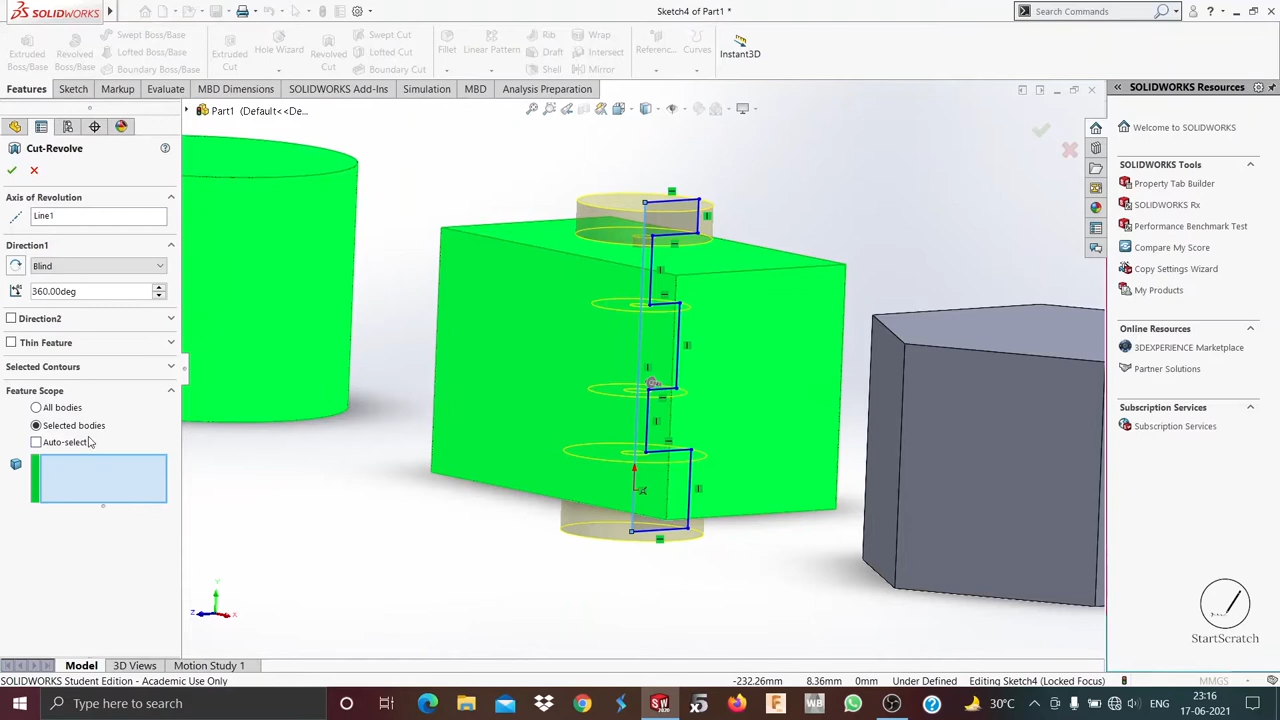 SOLIDWORKS
Sketch4 of Part1 *
Search Commands
Extruded Boss/Base
Revolved Boss/Base
Swept Boss/Base
Lofted Boss/Base
Boundary Boss/Base
Extruded Cut
Hole Wizard
Revolved Cut
Swept Cut
Lofted Cut
Boundary Cut
Fillet
Linear Pattern
Rib
Draft
Shell
Wrap
Intersect
Mirror
Referenc...
Curves
Instant3D
Features
Sketch
Markup
Evaluate
MBD Dimensions
SOLIDWORKS Add-Ins
Simulation
MBD
Analysis Preparation
Part1 (Default<<De...
Cut-Revolve
Axis of Revolution
Line1
Direction1
Blind
360.00deg
Direction2
Thin Feature
Selected Contours
Feature Scope
All bodies
Selected bodies
Auto-select
Y
Z
X
SOLIDWORKS Resources
Welcome to SOLIDWORKS
SOLIDWORKS Tools
Property Tab Builder
SOLIDWORKS Rx
Performance Benchmark Test
Compare My Score
Copy Settings Wizard
My Products
Online Resources
3DEXPERIENCE Marketplace
Partner Solutions
Subscription Services
Subscription Services
StartScratch
Model
3D Views
Motion Study 1
SOLIDWORKS Student Edition - Academic Use Only
-232.26mm
8.36mm
0mm
Under Defined
Editing Sketch4 (Locked Focus)
MMGS
Type here to search
30°C
ENG
23:16
17-06-2021